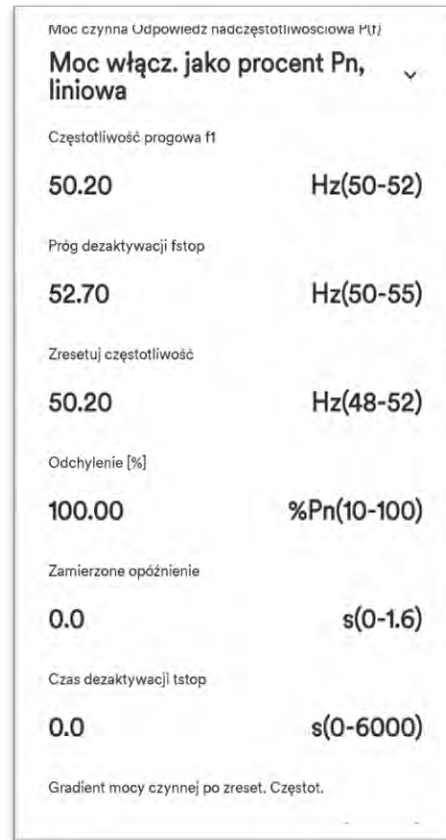 Moc czynna Odpowiedź nadczęstotliwościowa P(f)
Moc włącz. jako procent Pn,
liniowa
Częstotliwość progowa f1
50.20 Hz(50-52)
Próg dezaktywacji fstop
52.70 Hz(50-55)
Zresetuj częstotliwość
50.20 Hz(48-52)
Odchylenie [%]
100.00 %Pn(10-100)
Zamierzone opóźnienie
0.0 s(0-1.6)
Czas dezaktywacji tstop
0.0 s(0-6000)
Gradient mocy czynnej po zreset. Częstot.